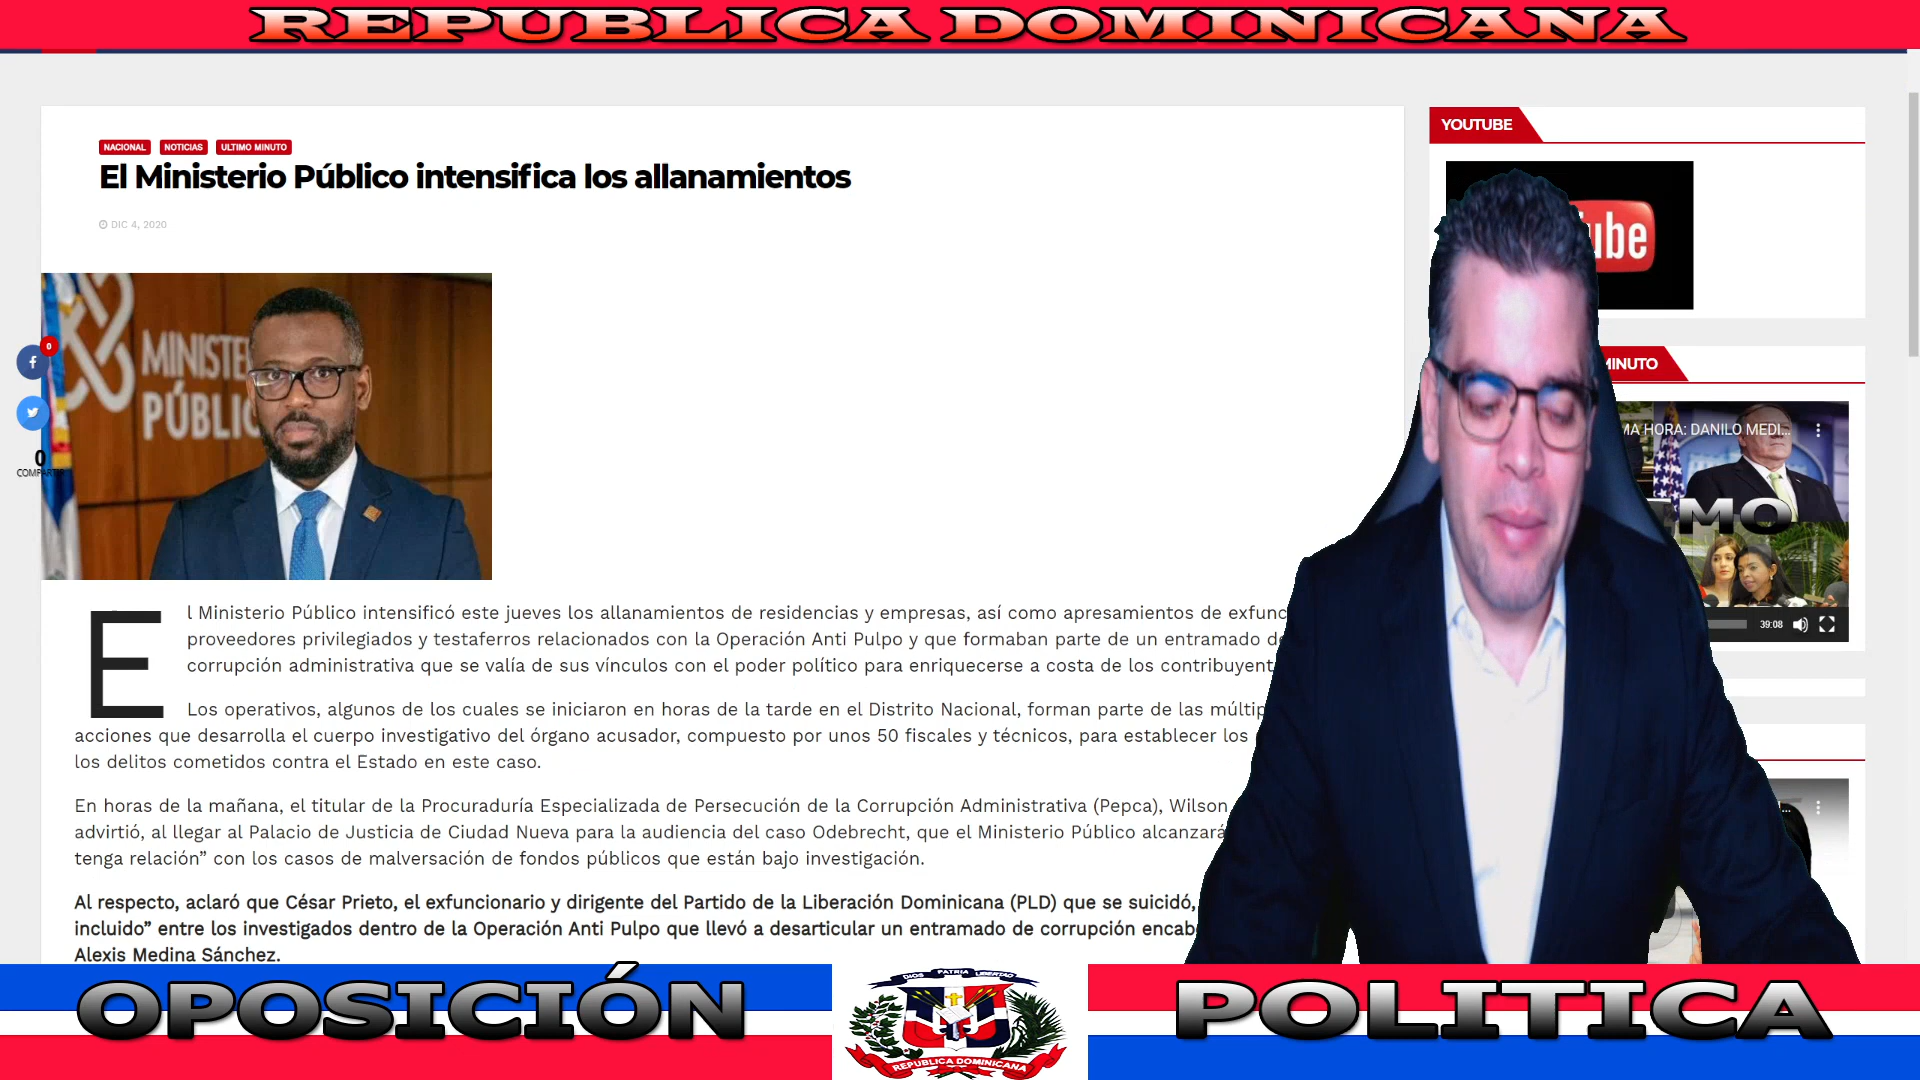 REPUBLICA DOMINICANA
NACIONAL NOTICIAS ULTIMO MINUTO
El Ministerio Público intensifica los allanamientos
DIC 4, 2020
MINISTE
PÚBLIC
0
0
COMPARTIR
El Ministerio Público intensificó este jueves los allanamientos de residencias y empresas, así como apresamientos de exfunc
proveedores privilegiados y testaferros relacionados con la Operación Anti Pulpo y que formaban parte de un entramado de
corrupción administrativa que se valía de sus vínculos con el poder político para enriquecerse a costa de los contribuyent
Los operativos, algunos de los cuales se iniciaron en horas de la tarde en el Distrito Nacional, forman parte de las múltip
acciones que desarrolla el cuerpo investigativo del órgano acusador, compuesto por unos 50 fiscales y técnicos, para establecer los
los delitos cometidos contra el Estado en este caso.
En horas de la mañana, el titular de la Procuraduría Especializada de Persecución de la Corrupción Administrativa (Pepca), Wilson
advirtió, al llegar al Palacio de Justicia de Ciudad Nueva para la audiencia del caso Odebrecht, que el Ministerio Público alcanzará
tenga relación” con los casos de malversación de fondos públicos que están bajo investigación.
Al respecto, aclaró que César Prieto, el exfuncionario y dirigente del Partido de la Liberación Dominicana (PLD) que se suicidó,
incluido” entre los investigados dentro de la Operación Anti Pulpo que llevó a desarticular un entramado de corrupción encab
Alexis Medina Sánchez.
YOUTUBE
ube
MINUTO
MA HORA: DANILO MEDI...
IMO
39:08
OPOSICIÓN
DIOS PATRIA LIBERTAD
REPUBLICA DOMINICANA
POLITICA